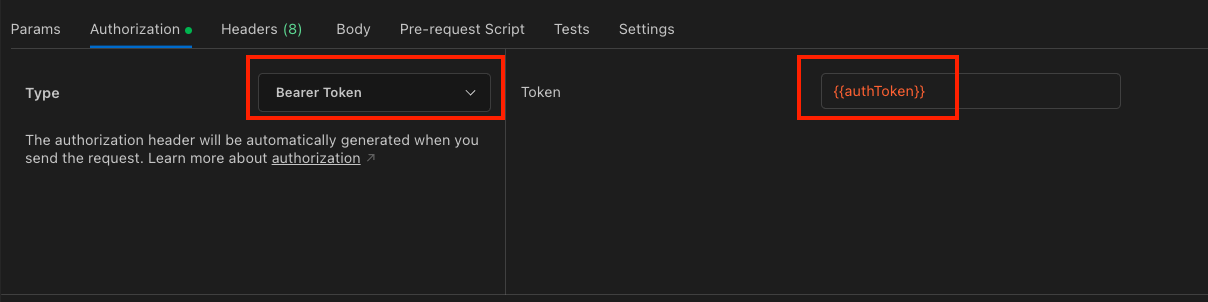 Params Authorization Headers (8) Body Pre-request Script Tests Settings
Type Bearer Token Token {{authToken}}
The authorization header will be automatically generated when you
send the request. Learn more about authorization ↗